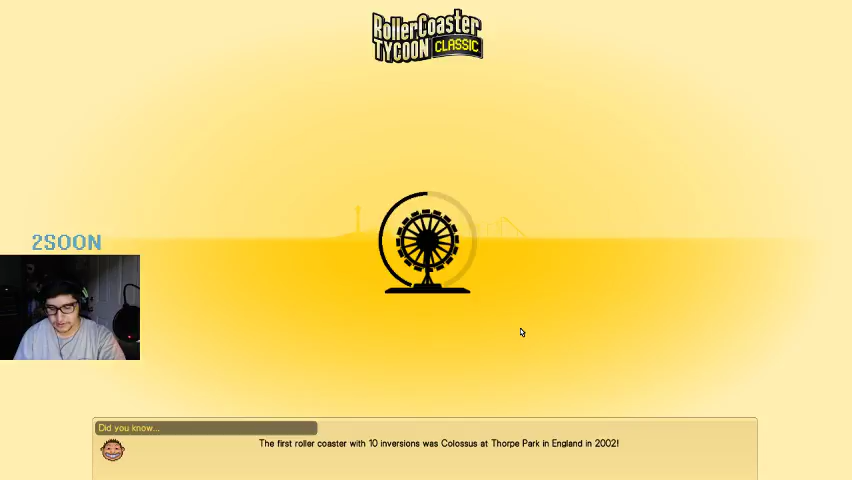 RollerCoaster
TYCOON CLASSIC
2SOON
Did you know...
The first roller coaster with 10 inversions was Colossus at Thorpe Park in England in 2002!